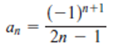 aₙ = (-1)ⁿ⁺¹ / (2n - 1)